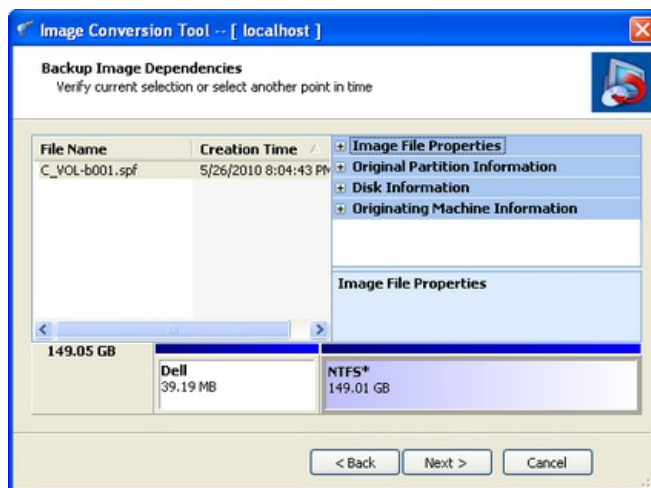 Image Conversion Tool -- [ localhost ]
Backup Image Dependencies
Verify current selection or select another point in time
File Name Creation Time
C_VOL-b001.spf 5/26/2010 8:04:43 PM
Image File Properties
Original Partition Information
Disk Information
Originating Machine Information
Image File Properties
149.05 GB
Dell
39.19 MB
NTFS*
149.01 GB
< Back Next > Cancel